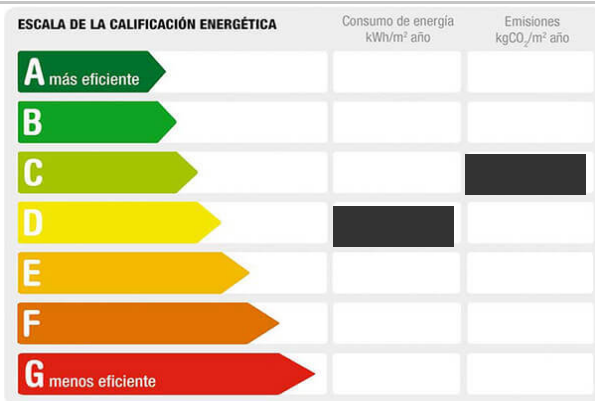 ESCALA DE LA CALIFICACIÓN ENERGÉTICA
Consumo de energía
kWh/m² año
Emisiones
kgCO₂/m² año
A más eficiente
B
C
D
E
F
G menos eficiente